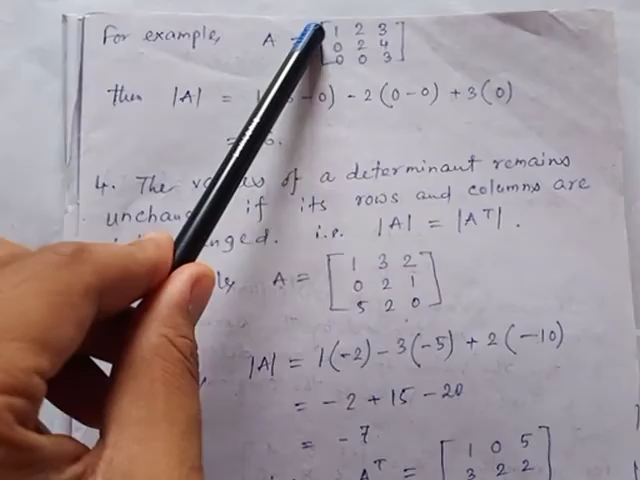 For example, A = [1 2 3
0 2 4
0 0 3]
then |A| = 1( - 0) - 2(0-0) + 3(0)
= 6.
4. The of a determinant remains
if its rows and columns are
i.e. |A| = |Aᵀ|.
A = [1 3 2
0 2 1
5 2 0]
|A| = 1(-2) - 3(-5) + 2(-10)
= -2 + 15 - 20
= -7
Aᵀ = [1 0 5
3 2 2